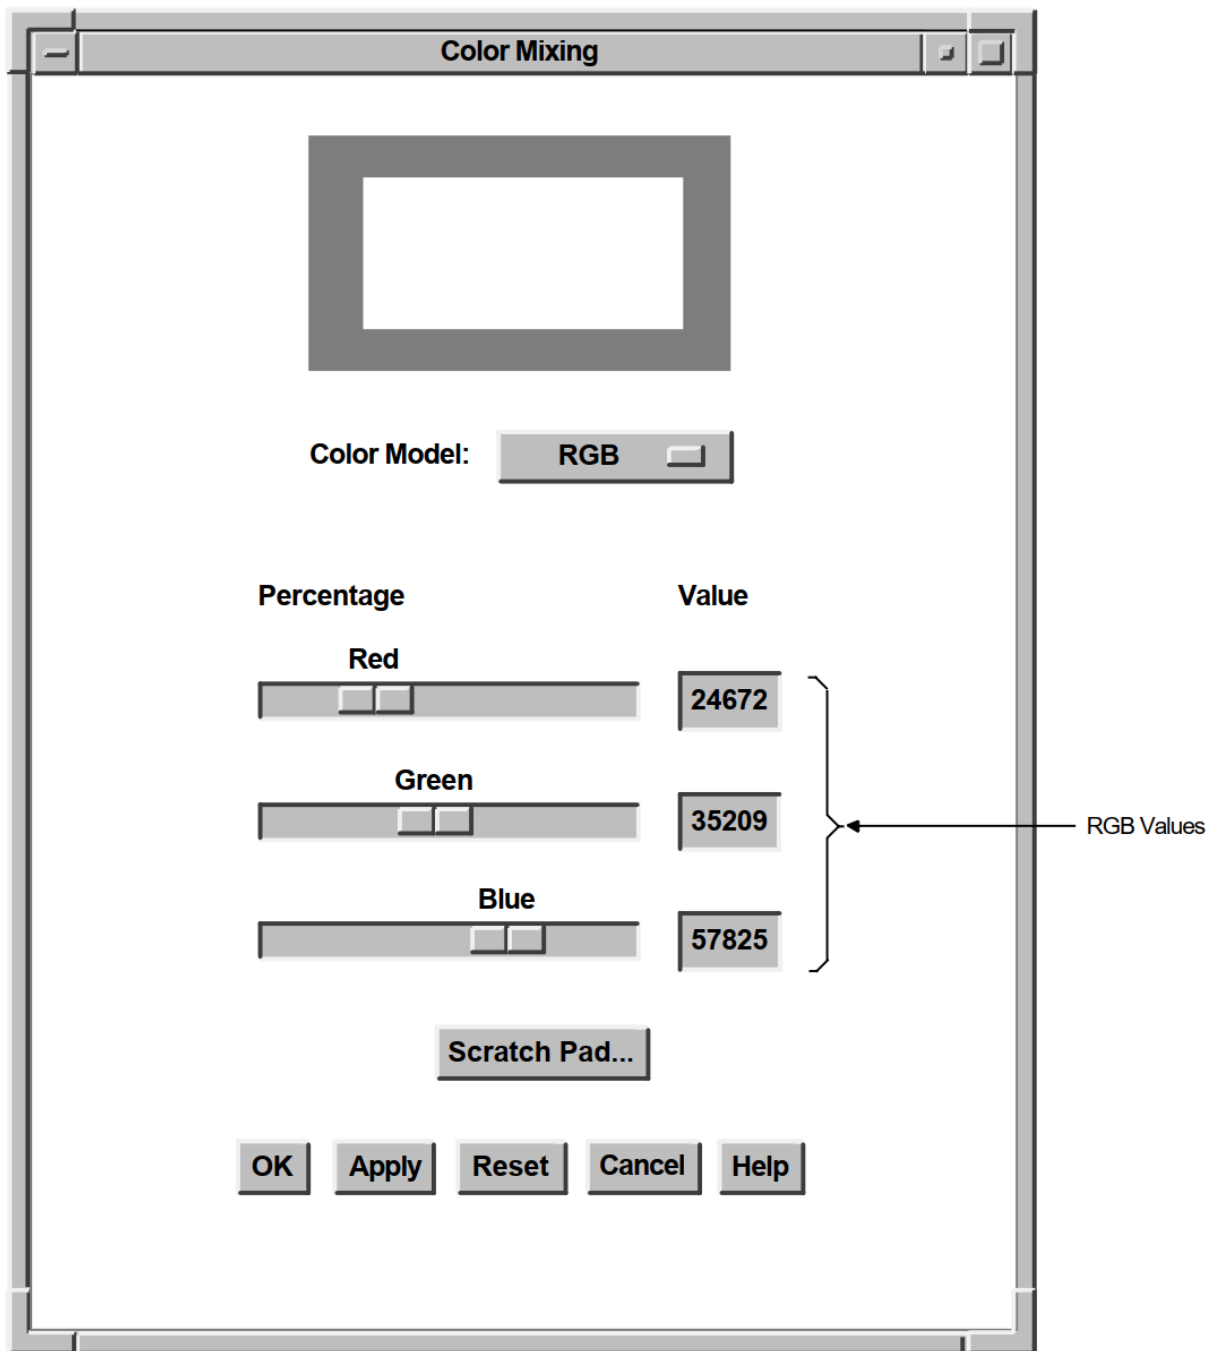 Color Mixing
Color Model: RGB
Percentage Value
Red
24672
Green
35209
RGB Values
Blue
57825
Scratch Pad...
OK Apply Reset Cancel Help